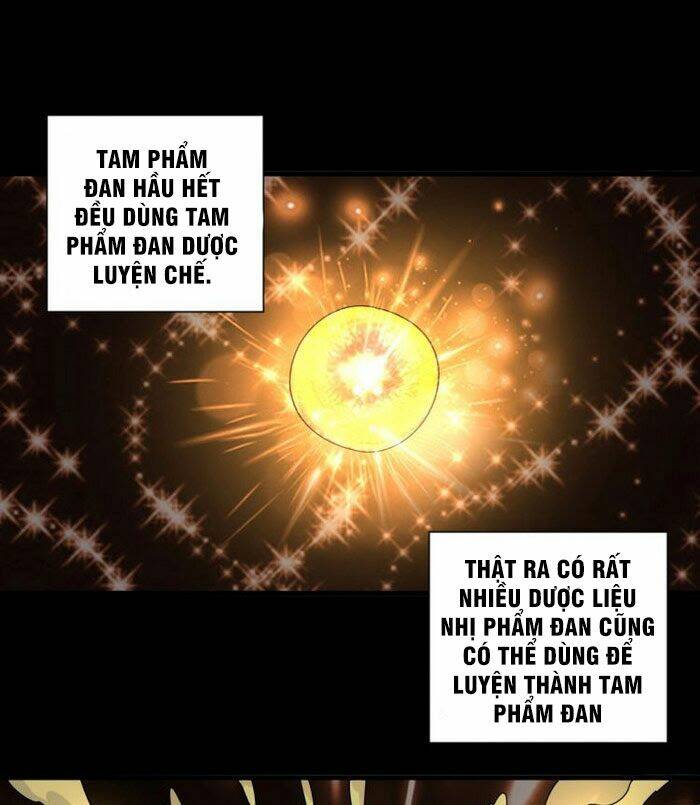 TAM PHẨM
ĐAN HẦU HẾT
ĐỀU DÙNG TAM
PHẨM ĐAN DƯỢC
LUYỆN CHẾ.
THẬT RA CÓ RẤT
NHIỀU DƯỢC LIỆU
NHỊ PHẨM ĐAN CŨNG
CÓ THỂ DÙNG ĐỂ
LUYỆN THÀNH TAM
PHẨM ĐAN